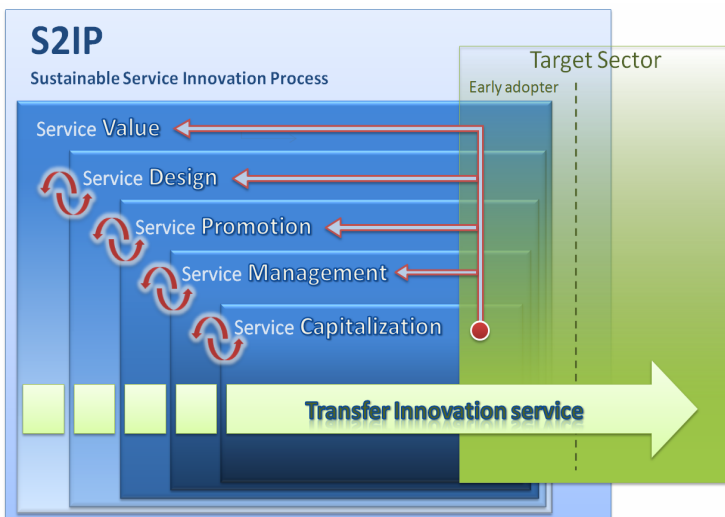 S2IP
Sustainable Service Innovation Process
Target Sector
Early adopter
Service Value
Service Design
Service Promotion
Service Management
Service Capitalization
Transfer Innovation service